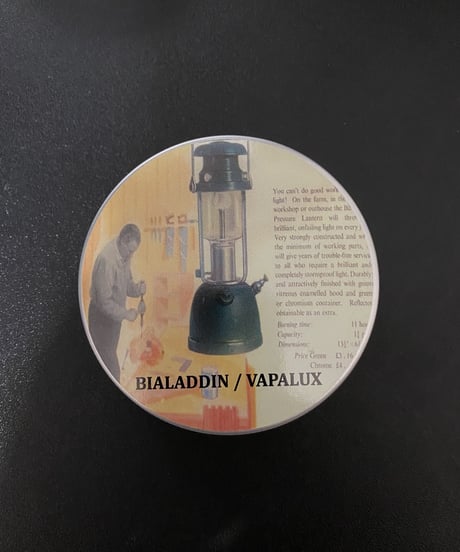 You can't do good work
light! On the farm, in the
workshop or outhouse the
Pressure Lantern will throw
brilliant, unfailing light on every
Very strongly constructed and
the minimum of working parts,
will give years of trouble-free service
to all who require a brilliant and
completely stormproof light. Durably
and attractively finished with green
vitreous enamelled hood and green
or chromium container. Reflector
obtainable as an extra.
Burning time: 11
Capacity:
Dimensions:
Price Green
Chrome £4
BIALADDIN / VAPALUX